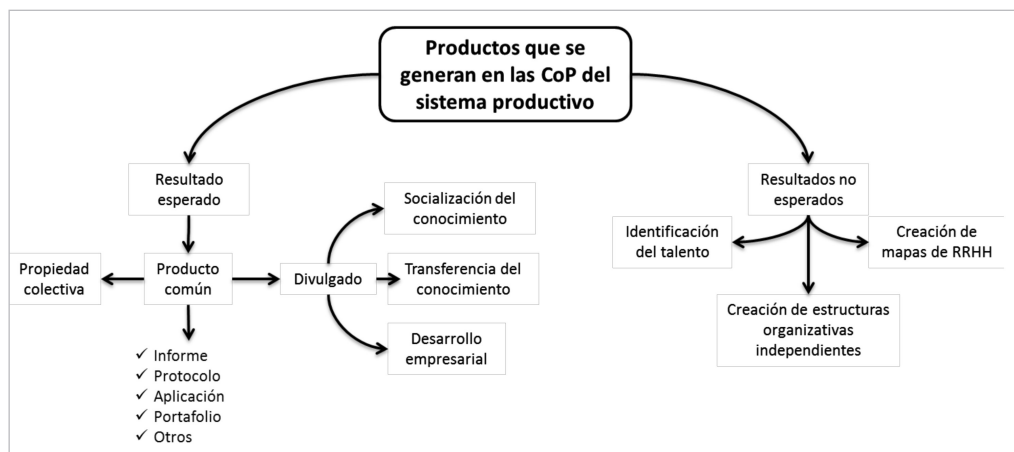 Productos que se
generan en las CoP del
sistema productivo
Resultado
esperado
Resultados no
esperados
Socialización del
conocimiento
Identificación
del talento
Creación de
mapas de RRHH
Propiedad
colectiva
Producto
común
Divulgado
Transferencia del
conocimiento
Creación de estructuras
organizativas
independientes
Desarrollo
empresarial
✓ Informe
✓ Protocolo
✓ Aplicación
✓ Portafolio
✓ Otros